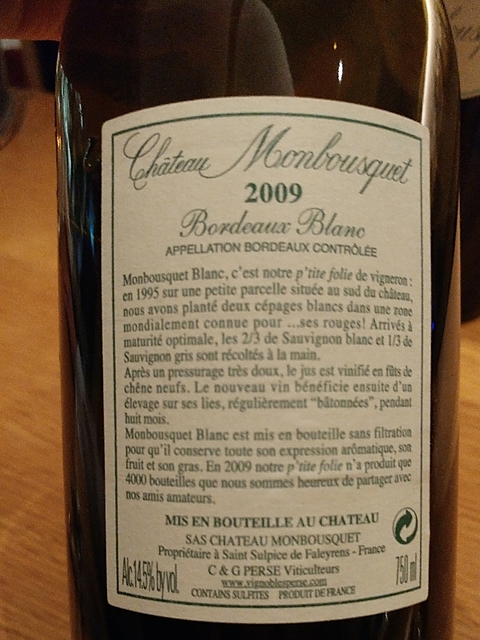 Château Monbousquet
2009
Bordeaux Blanc
APPELLATION BORDEAUX CONTRÔLÉE
Monbousquet Blanc, c'est notre p'tite folie de vigneron :
en 1995 sur une petite parcelle située au sud du château,
nous avons planté deux cépages blancs dans une zone
mondialement connue pour ...ses rouges! Arrivés à
maturité optimale, les 2/3 de Sauvignon blanc et 1/3 de
Sauvignon gris sont récoltés à la main.
Après un pressurage très doux, le jus est vinifié en fûts de
chêne neufs. Le nouveau vin bénéficie ensuite d'un
élevage sur ses lies, régulièrement "bâtonnées", pendant
huit mois.
Monbousquet Blanc est mis en bouteille sans filtration
pour qu'il conserve toute son expression arômatique, son
fruit et son gras. En 2009 notre p'tite folie n'a produit que
4000 bouteilles que nous sommes heureux de partager avec
nos amis amateurs.
MIS EN BOUTEILLE AU CHATEAU
SAS CHATEAU MONBOUSQUET
Propriétaire à Saint Sulpice de Faleyrens - France
C & G PERSE Viticulteurs
Alc.14.5% by vol.
www.vignoblesperse.com
750 ml
CONTAINS SULFITES PRODUIT DE FRANCE